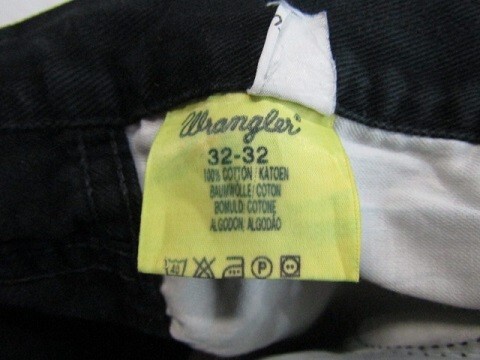 Wrangler®
32-32
100% COTTON / KATOEN
BAUMWOLLE / COTON
BOMULD: COTONE
ALGODON, ALGODÃO
P